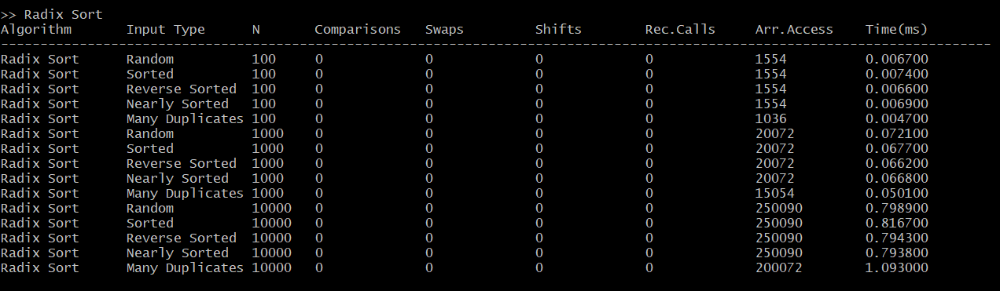 >> Radix Sort
Algorithm Input Type N Comparisons Swaps Shifts Rec.Calls Arr.Access Time(ms)
------------------------------------------------------------------------------------------------------------------------------
Radix Sort Random 100 0 0 0 0 1554 0.006700
Radix Sort Sorted 100 0 0 0 0 1554 0.007400
Radix Sort Reverse Sorted 100 0 0 0 0 1554 0.006600
Radix Sort Nearly Sorted 100 0 0 0 0 1554 0.006900
Radix Sort Many Duplicates 100 0 0 0 0 1036 0.004700
Radix Sort Random 1000 0 0 0 0 20072 0.072100
Radix Sort Sorted 1000 0 0 0 0 20072 0.067700
Radix Sort Reverse Sorted 1000 0 0 0 0 20072 0.066200
Radix Sort Nearly Sorted 1000 0 0 0 0 20072 0.066800
Radix Sort Many Duplicates 1000 0 0 0 0 15054 0.050100
Radix Sort Random 10000 0 0 0 0 250090 0.798900
Radix Sort Sorted 10000 0 0 0 0 250090 0.816700
Radix Sort Reverse Sorted 10000 0 0 0 0 250090 0.794300
Radix Sort Nearly Sorted 10000 0 0 0 0 250090 0.793800
Radix Sort Many Duplicates 10000 0 0 0 0 200072 1.093000